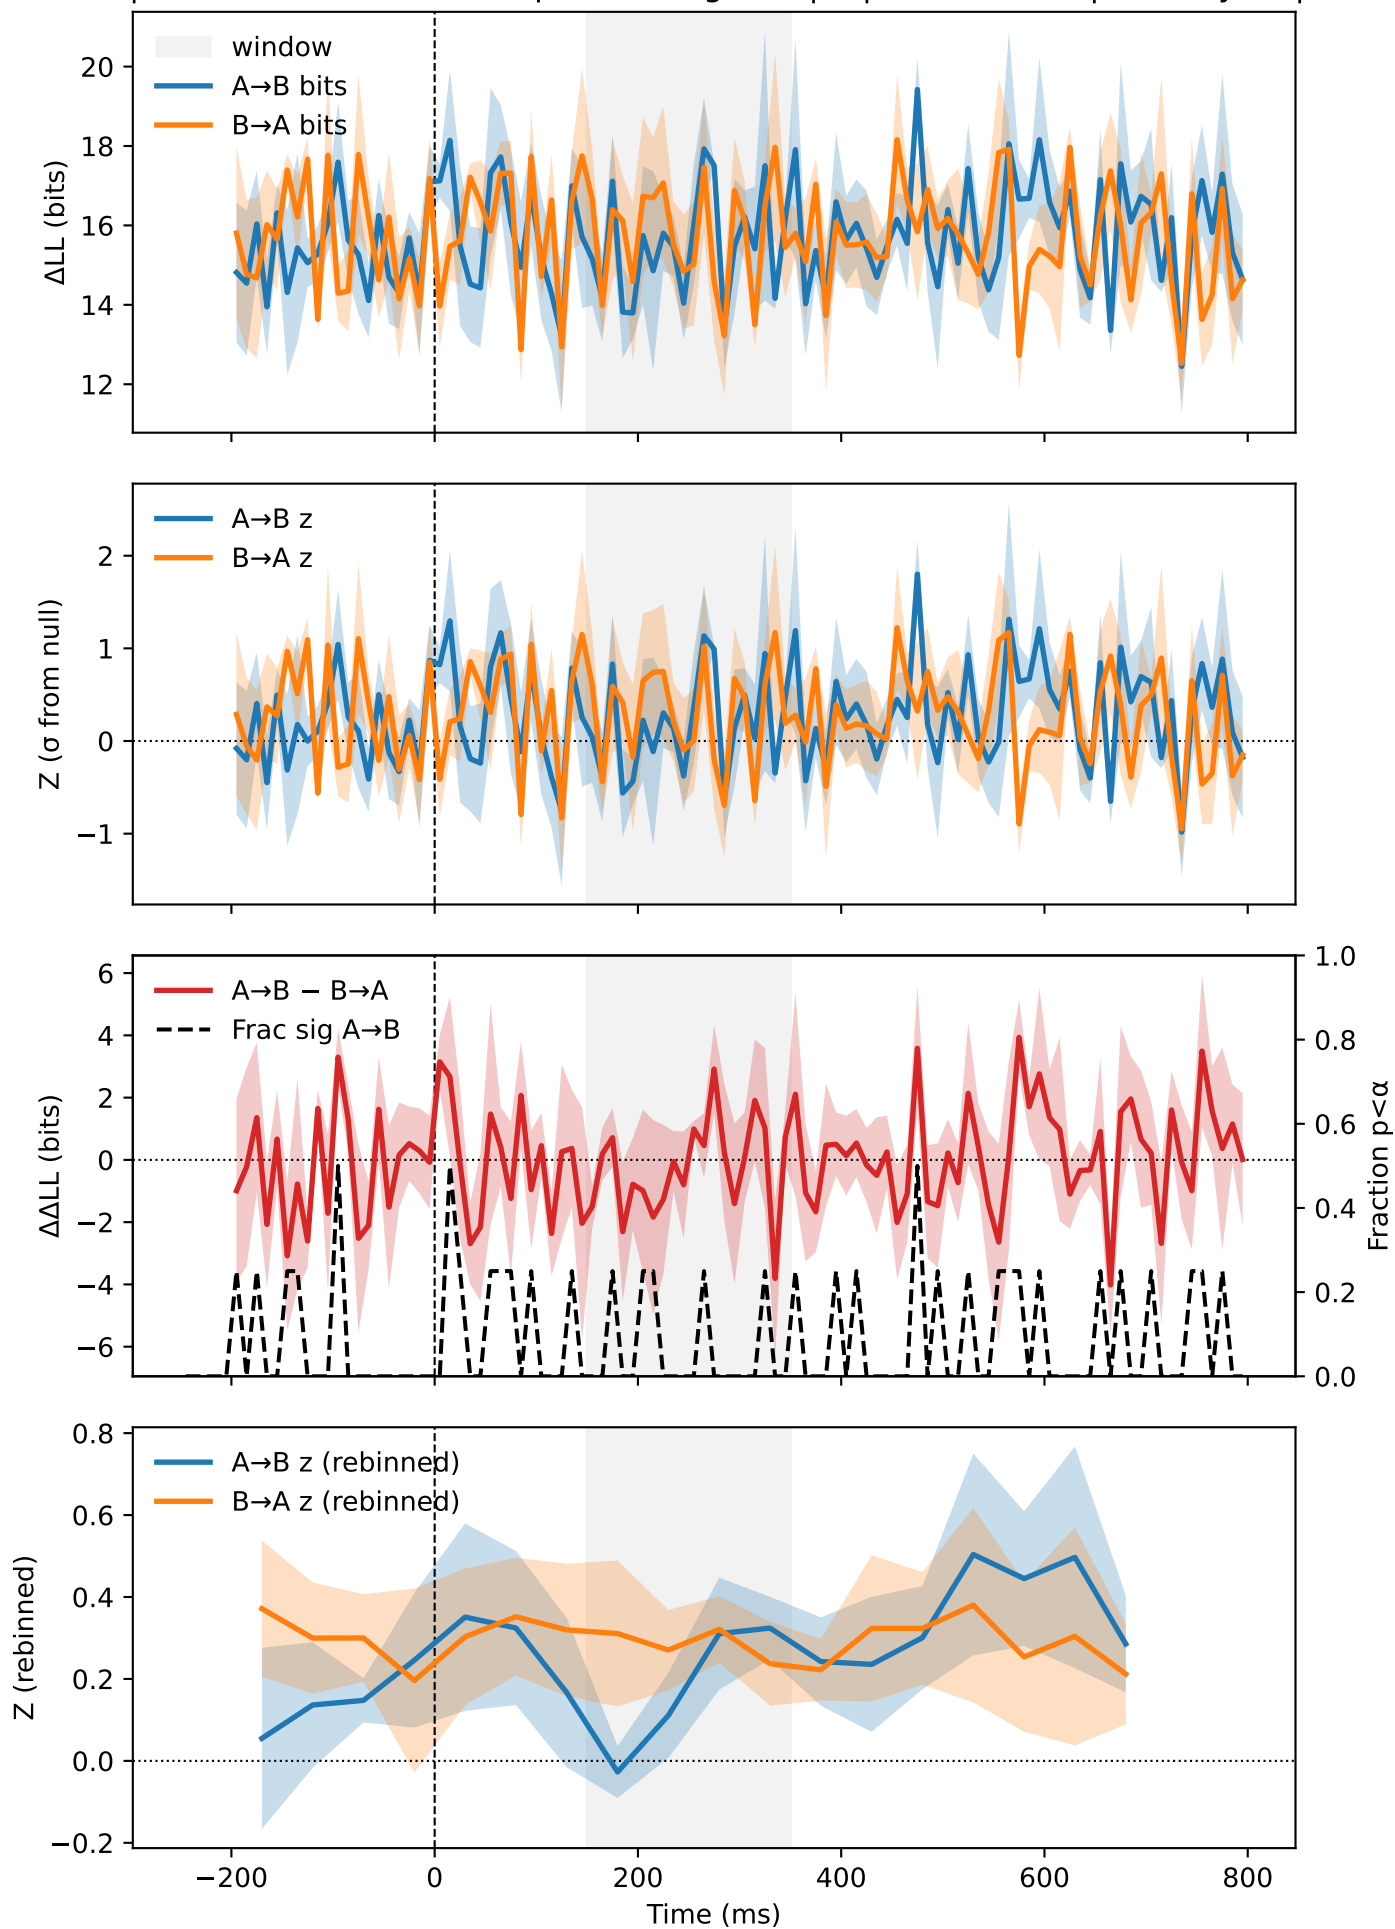 window
A→B bits
B→A bits
ΔLL (bits)
20
18
16
14
12
A→B z
B→A z
Z (σ from null)
2
1
0
−1
A→B − B→A
Frac sig A→B
ΔΔLL (bits)
6
4
2
0
−2
−4
−6
1.0
0.8
0.6
0.4
0.2
0.0
Fraction p<α
A→B z (rebinned)
B→A z (rebinned)
Z (rebinned)
0.8
0.6
0.4
0.2
0.0
−0.2
−200
0
200
400
600
800
Time (ms)